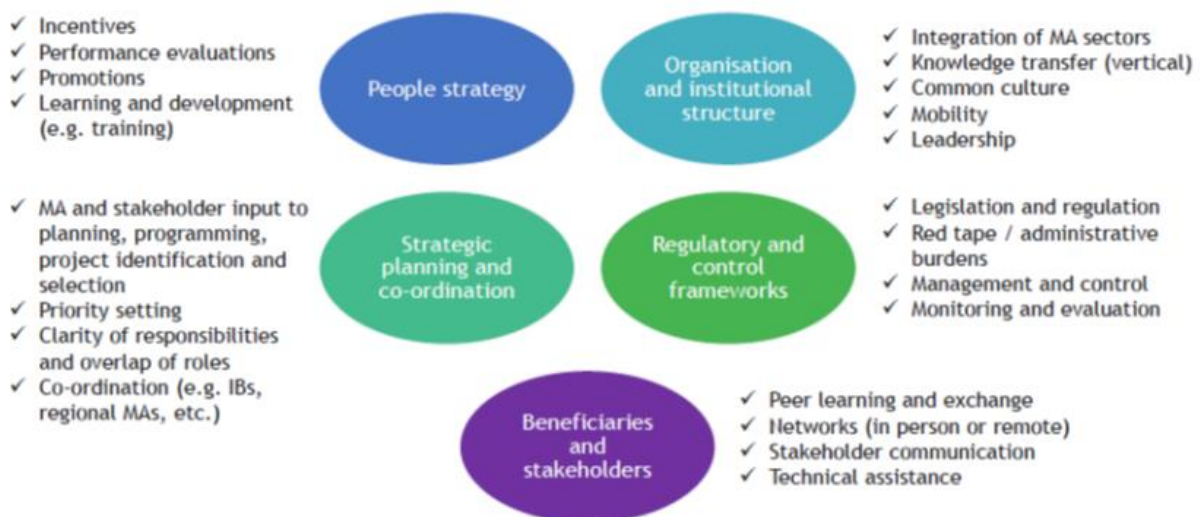 ✓ Incentives
✓ Performance evaluations
✓ Promotions
✓ Learning and development
(e.g. training)
People strategy
Organisation
and institutional
structure
✓ Integration of MA sectors
✓ Knowledge transfer (vertical)
✓ Common culture
✓ Mobility
✓ Leadership
✓ MA and stakeholder input to
planning, programming,
project identification and
selection
✓ Priority setting
✓ Clarity of responsibilities
and overlap of roles
✓ Co-ordination (e.g. IBs,
regional MAs, etc.)
Strategic
planning and
co-ordination
Regulatory and
control
frameworks
✓ Legislation and regulation
✓ Red tape / administrative
burdens
✓ Management and control
✓ Monitoring and evaluation
Beneficiaries
and
stakeholders
✓ Peer learning and exchange
✓ Networks (in person or remote)
✓ Stakeholder communication
✓ Technical assistance